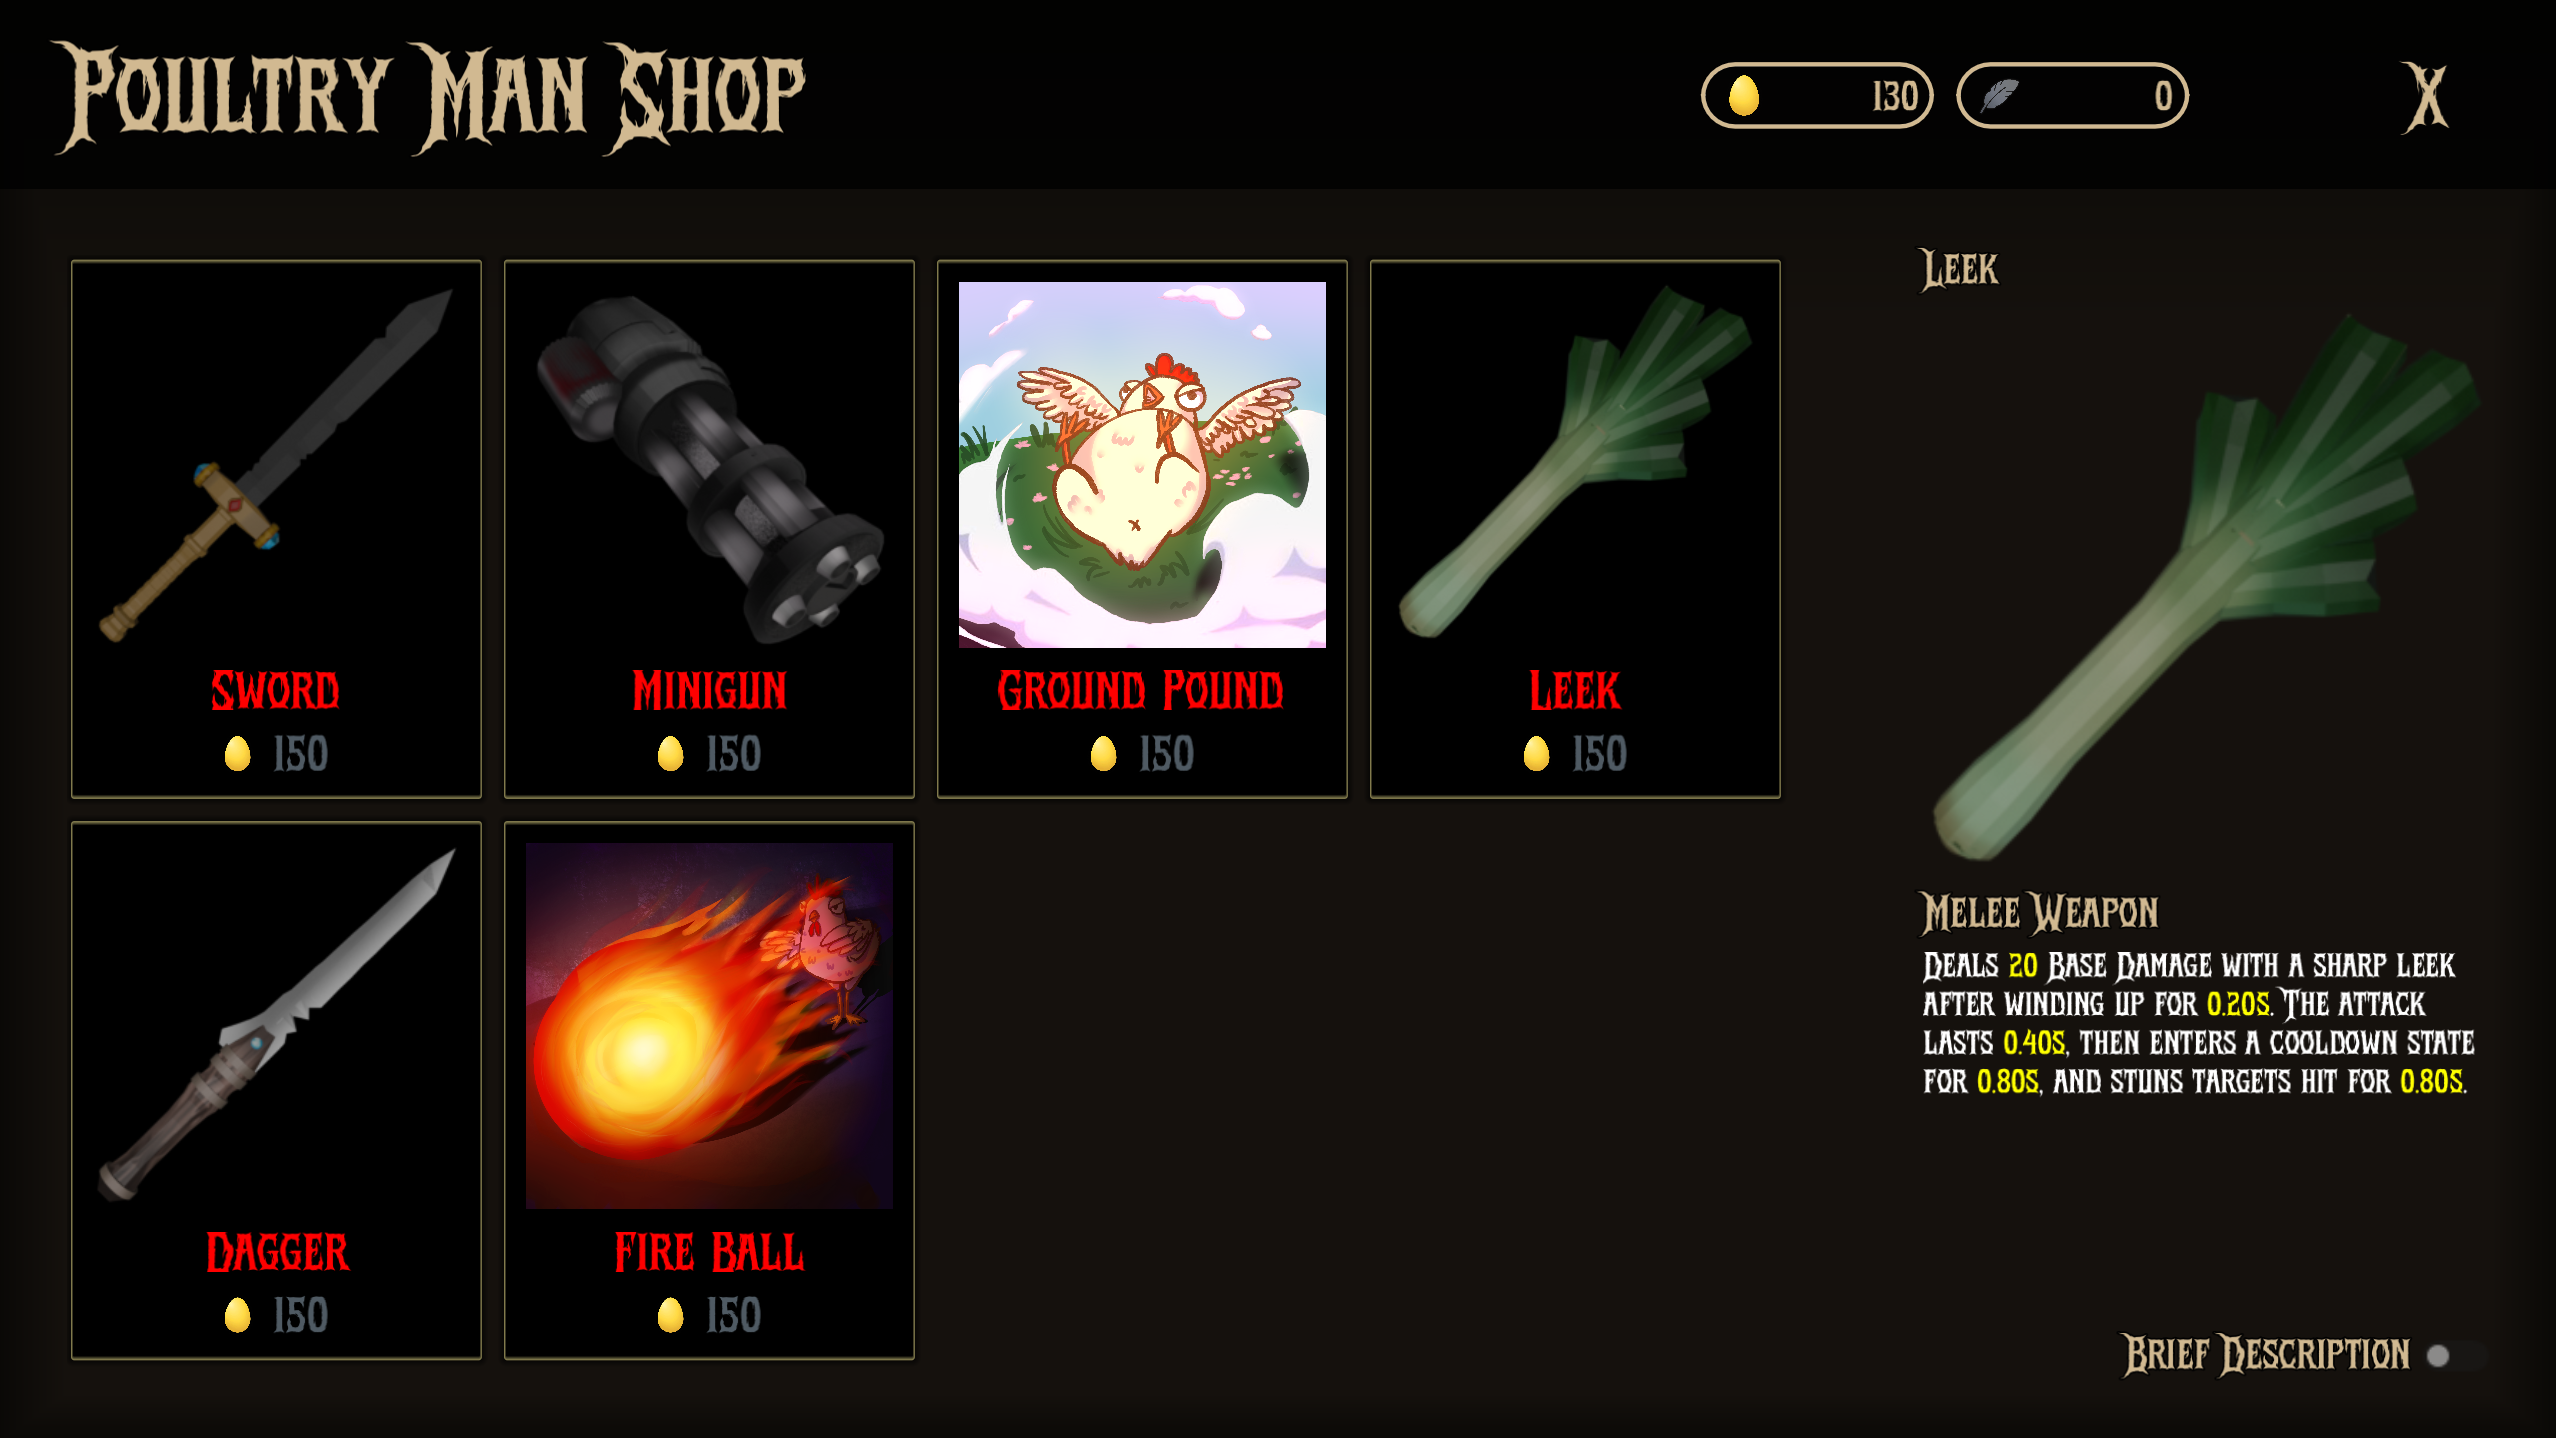 Poultry Man Shop
130
0
X
Sword
150
Minigun
150
Ground Pound
150
Leek
150
Dagger
150
Fire Ball
150
Leek
Melee Weapon
Deals 20 Base Damage with a sharp leek
after winding up for 0.20s. The attack
lasts 0.40s, then enters a cooldown state
for 0.80s, and stuns targets hit for 0.80s.
Brief Description